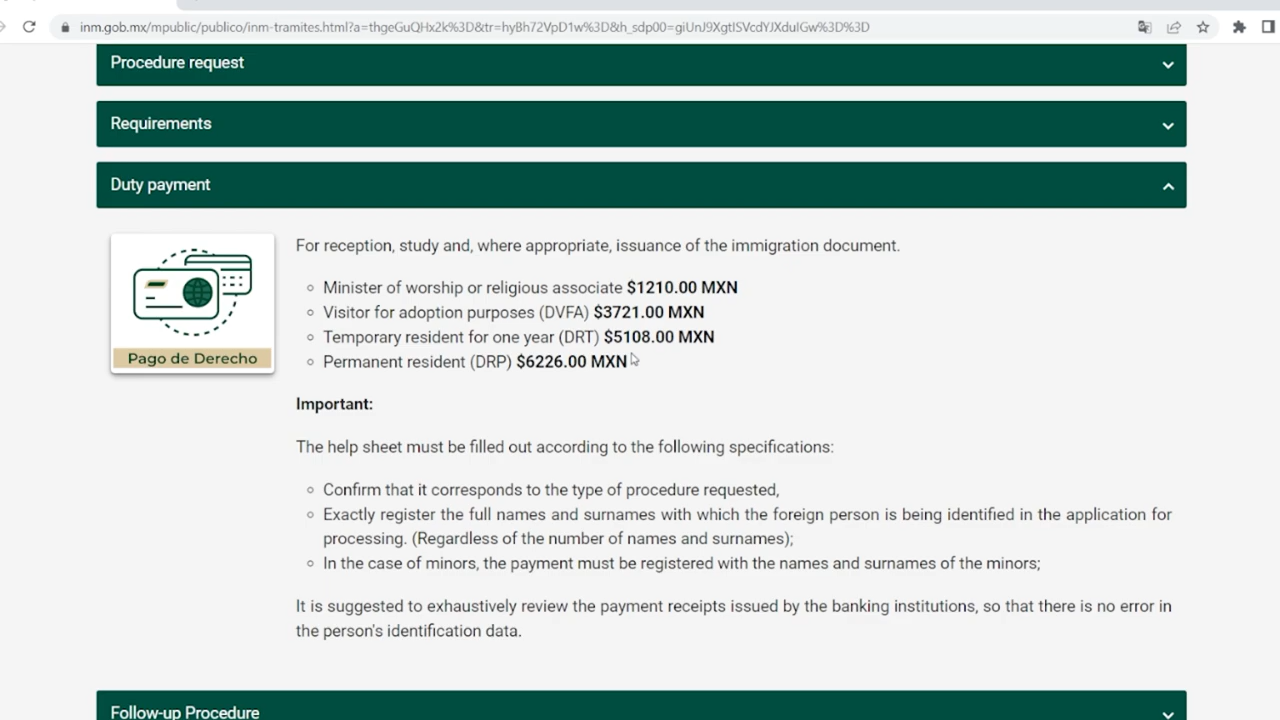 inm.gob.mx/mpublic/publico/inm-tramites.html?a=thgeGuQHx2k%3D&tr=hyBh72VpD1w%3D&h_sdp00=giUnJ9XgtISVcdYJXduIGw%3D%3D
Procedure request
Requirements
Duty payment
For reception, study and, where appropriate, issuance of the immigration document.
Minister of worship or religious associate $1210.00 MXN
Visitor for adoption purposes (DVFA) $3721.00 MXN
Temporary resident for one year (DRT) $5108.00 MXN
Permanent resident (DRP) $6226.00 MXN
Pago de Derecho
Important:
The help sheet must be filled out according to the following specifications:
Confirm that it corresponds to the type of procedure requested,
Exactly register the full names and surnames with which the foreign person is being identified in the application for
processing. (Regardless of the number of names and surnames);
In the case of minors, the payment must be registered with the names and surnames of the minors;
It is suggested to exhaustively review the payment receipts issued by the banking institutions, so that there is no error in
the person's identification data.
Follow-up Procedure